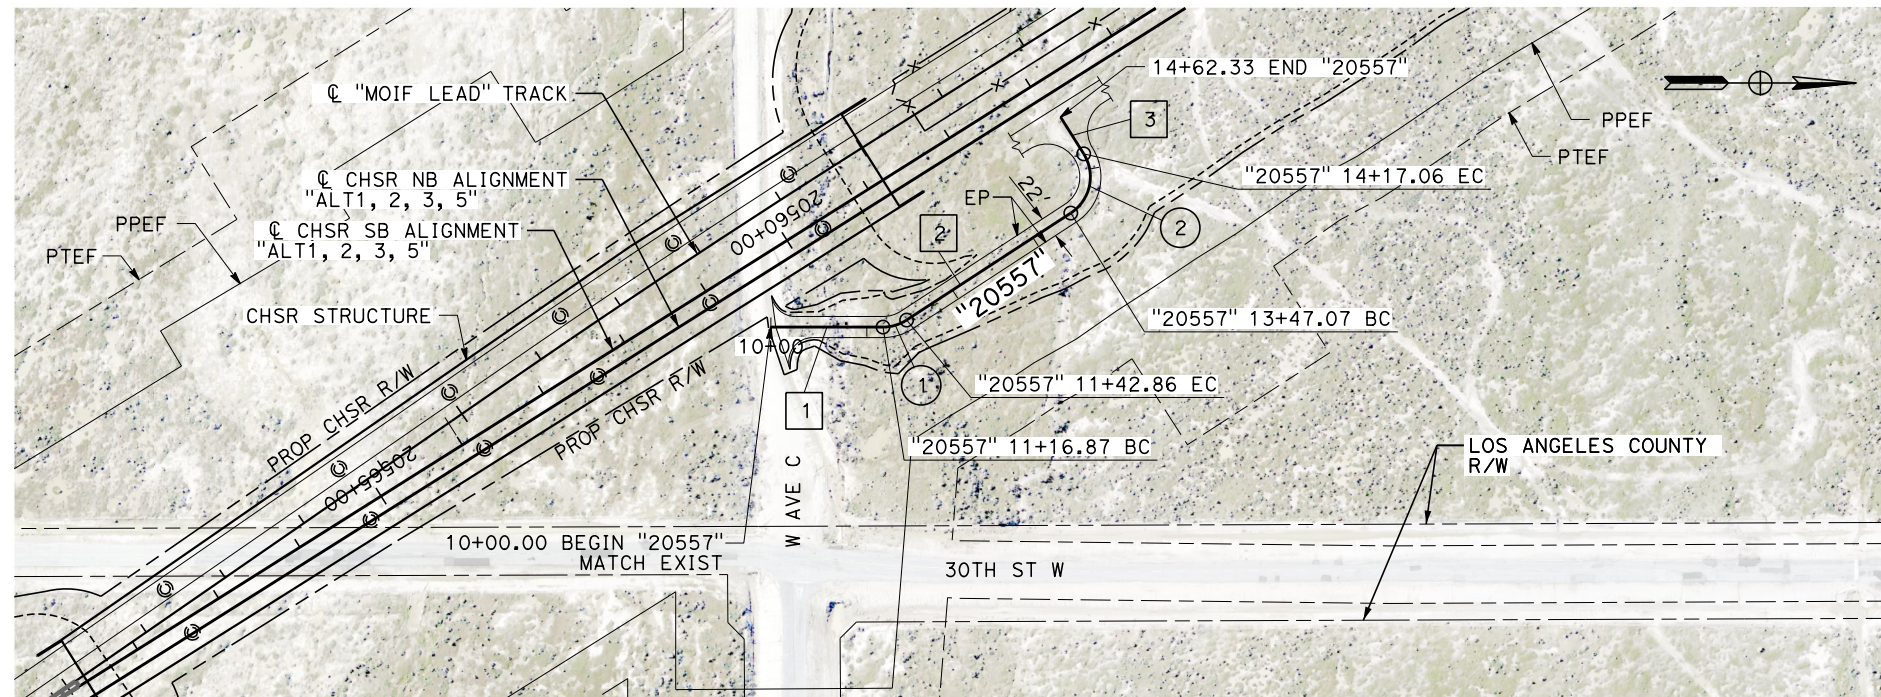 14+62.33 END "20557"
℄ "MOIF LEAD" TRACK
3
PPEF
PTEF
℄ CHSR NB ALIGNMENT
"ALT1, 2, 3, 5"
"20557" 14+17.06 EC
22'
EP
20560+00
2
2
PPEF
℄ CHSR SB ALIGNMENT
"ALT1, 2, 3, 5"
PTEF
"20557"
CHSR STRUCTURE
"20557" 13+47.07 BC
10+00
1
"20557" 11+42.86 EC
1
PROP CHSR R/W
PROP CHSR R/W
"20557" 11+16.87 BC
LOS ANGELES COUNTY
R/W
20565+00
W AVE C
10+00.00 BEGIN "20557"
MATCH EXIST
30TH ST W